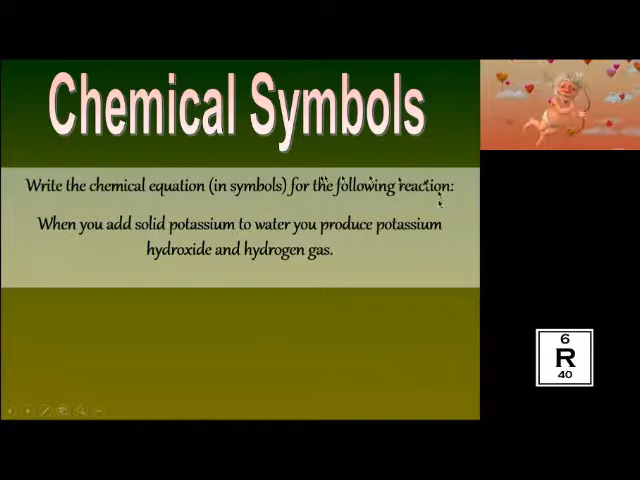 Chemical Symbols
Write the chemical equation (in symbols) for the following reaction:
When you add solid potassium to water you produce potassium
hydroxide and hydrogen gas.
6
R
40